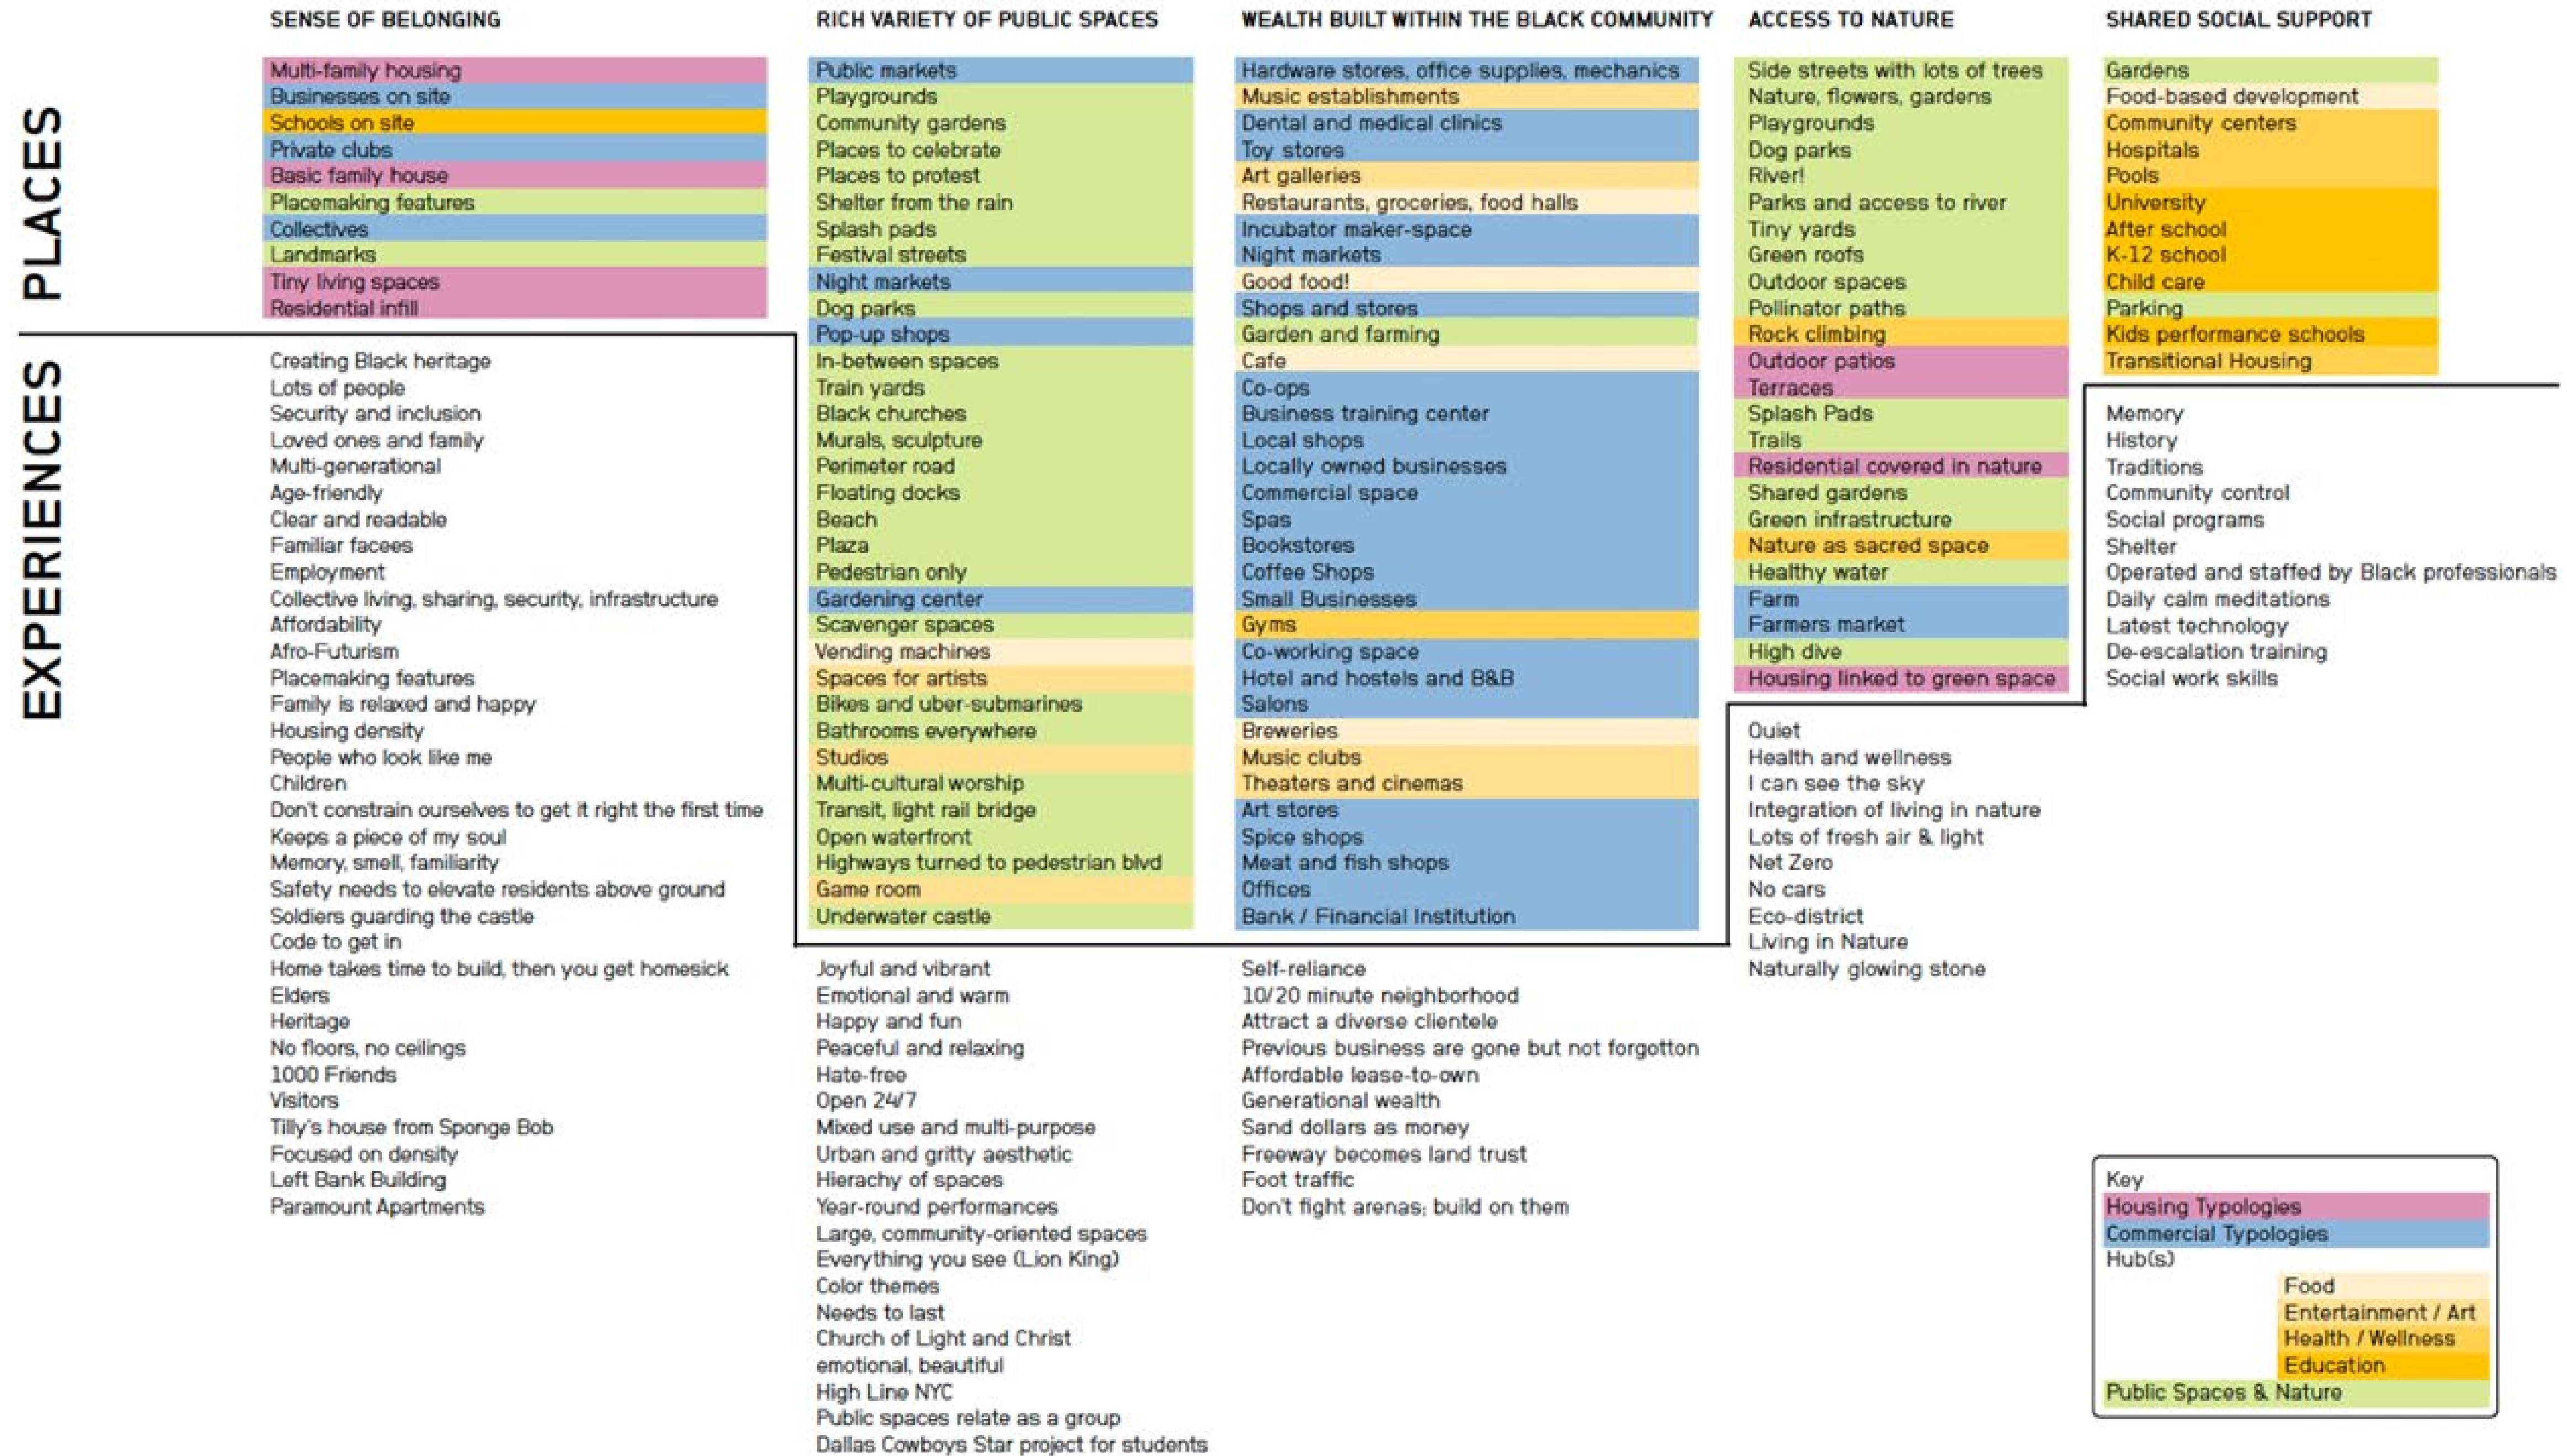 SENSE OF BELONGING
RICH VARIETY OF PUBLIC SPACES
WEALTH BUILT WITHIN THE BLACK COMMUNITY
ACCESS TO NATURE
SHARED SOCIAL SUPPORT
PLACES
Multi-family housing
Businesses on site
Schools on site
Private clubs
Basic family house
Placemaking features
Collectives
Landmarks
Tiny living spaces
Residential infill
EXPERIENCES
Creating Black heritage
Lots of people
Security and inclusion
Loved ones and family
Multi-generational
Age-friendly
Clear and readable
Familiar facees
Employment
Collective living, sharing, security, infrastructure
Affordability
Afro-Futurism
Placemaking features
Family is relaxed and happy
Housing density
People who look like me
Children
Don't constrain ourselves to get it right the first time
Keeps a piece of my soul
Memory, smell, familiarity
Safety needs to elevate residents above ground
Soldiers guarding the castle
Code to get in
Home takes time to build, then you get homesick
Elders
Heritage
No floors, no ceilings
1000 Friends
Visitors
Tilly's house from Sponge Bob
Focused on density
Left Bank Building
Paramount Apartments
Public markets
Playgrounds
Community gardens
Places to celebrate
Places to protest
Shelter from the rain
Splash pads
Festival streets
Night markets
Dog parks
Pop-up shops
In-between spaces
Train yards
Black churches
Murals, sculpture
Perimeter road
Floating docks
Beach
Plaza
Pedestrian only
Gardening center
Scavenger spaces
Vending machines
Spaces for artists
Bikes and uber-submarines
Bathrooms everywhere
Studios
Multi-cultural worship
Transit, light rail bridge
Open waterfront
Highways turned to pedestrian blvd
Game room
Underwater castle
Joyful and vibrant
Emotional and warm
Happy and fun
Peaceful and relaxing
Hate-free
Open 24/7
Mixed use and multi-purpose
Urban and gritty aesthetic
Hierachy of spaces
Year-round performances
Large, community-oriented spaces
Everything you see (Lion King)
Color themes
Needs to last
Church of Light and Christ
emotional, beautiful
High Line NYC
Public spaces relate as a group
Dallas Cowboys Star project for students
Hardware stores, office supplies, mechanics
Music establishments
Dental and medical clinics
Toy stores
Art galleries
Restaurants, groceries, food halls
Incubator maker-space
Night markets
Good food!
Shops and stores
Garden and farming
Cafe
Co-ops
Business training center
Local shops
Locally owned businesses
Commercial space
Spas
Bookstores
Coffee Shops
Small Businesses
Gyms
Co-working space
Hotel and hostels and B&B
Salons
Breweries
Music clubs
Theaters and cinemas
Art stores
Spice shops
Meat and fish shops
Offices
Bank / Financial Institution
Self-reliance
10/20 minute neighborhood
Attract a diverse clientele
Previous business are gone but not forgotton
Affordable lease-to-own
Generational wealth
Sand dollars as money
Freeway becomes land trust
Foot traffic
Don't fight arenas; build on them
Side streets with lots of trees
Nature, flowers, gardens
Playgrounds
Dog parks
River!
Parks and access to river
Tiny yards
Green roofs
Outdoor spaces
Pollinator paths
Rock climbing
Outdoor patios
Terraces
Splash Pads
Trails
Residential covered in nature
Shared gardens
Green infrastructure
Nature as sacred space
Healthy water
Farm
Farmers market
High dive
Housing linked to green space
Quiet
Health and wellness
I can see the sky
Integration of living in nature
Lots of fresh air & light
Net Zero
No cars
Eco-district
Living in Nature
Naturally glowing stone
Gardens
Food-based development
Community centers
Hospitals
Pools
University
After school
K-12 school
Child care
Parking
Kids performance schools
Transitional Housing
Memory
History
Traditions
Community control
Social programs
Shelter
Operated and staffed by Black professionals
Daily calm meditations
Latest technology
De-escalation training
Social work skills
Key
Housing Typologies
Commercial Typologies
Hub(s)
Food
Entertainment / Art
Health / Wellness
Education
Public Spaces & Nature